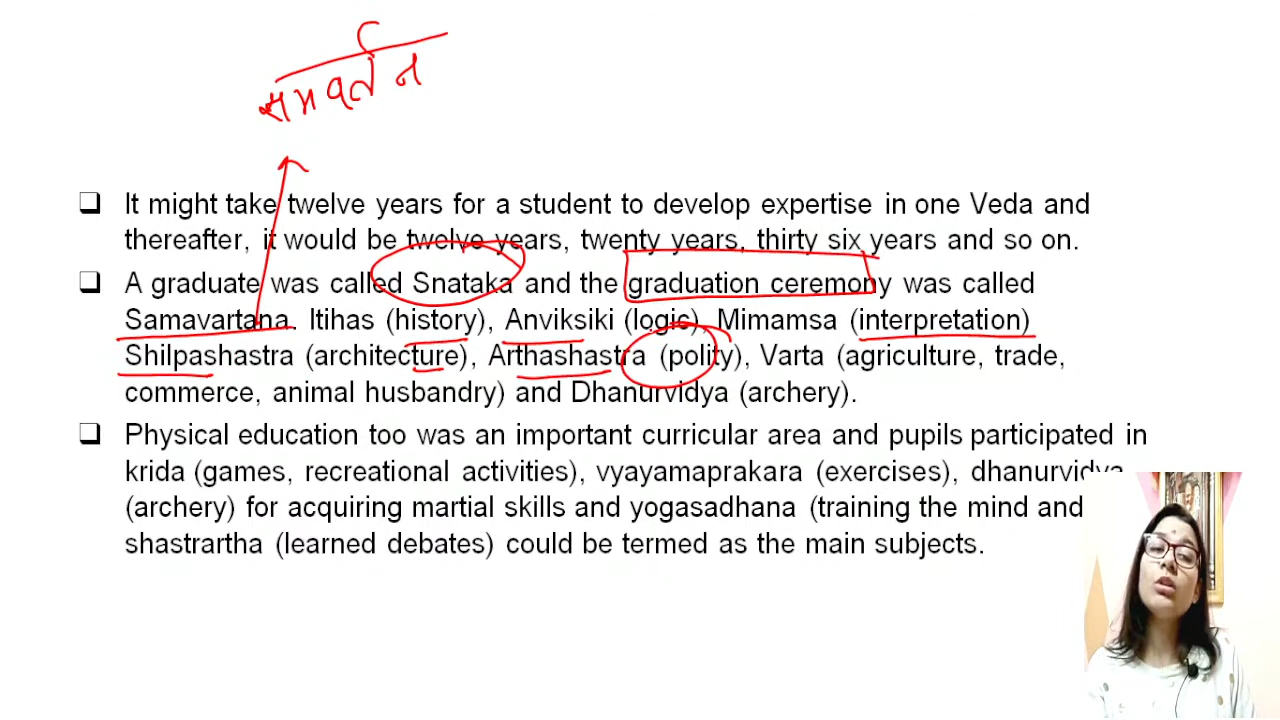 समवर्तन
❑ It might take twelve years for a student to develop expertise in one Veda and
thereafter, it would be twelve years, twenty years, thirty six years and so on.
❑ A graduate was called Snataka and the graduation ceremony was called
Samavartana. Itihas (history), Anviksiki (logic), Mimamsa (interpretation)
Shilpashastra (architecture), Arthashastra (polity), Varta (agriculture, trade,
commerce, animal husbandry) and Dhanurvidya (archery).
❑ Physical education too was an important curricular area and pupils participated in
krida (games, recreational activities), vyayamaprakara (exercises), dhanurvidya
(archery) for acquiring martial skills and yogasadhana (training the mind and
shastrartha (learned debates) could be termed as the main subjects.